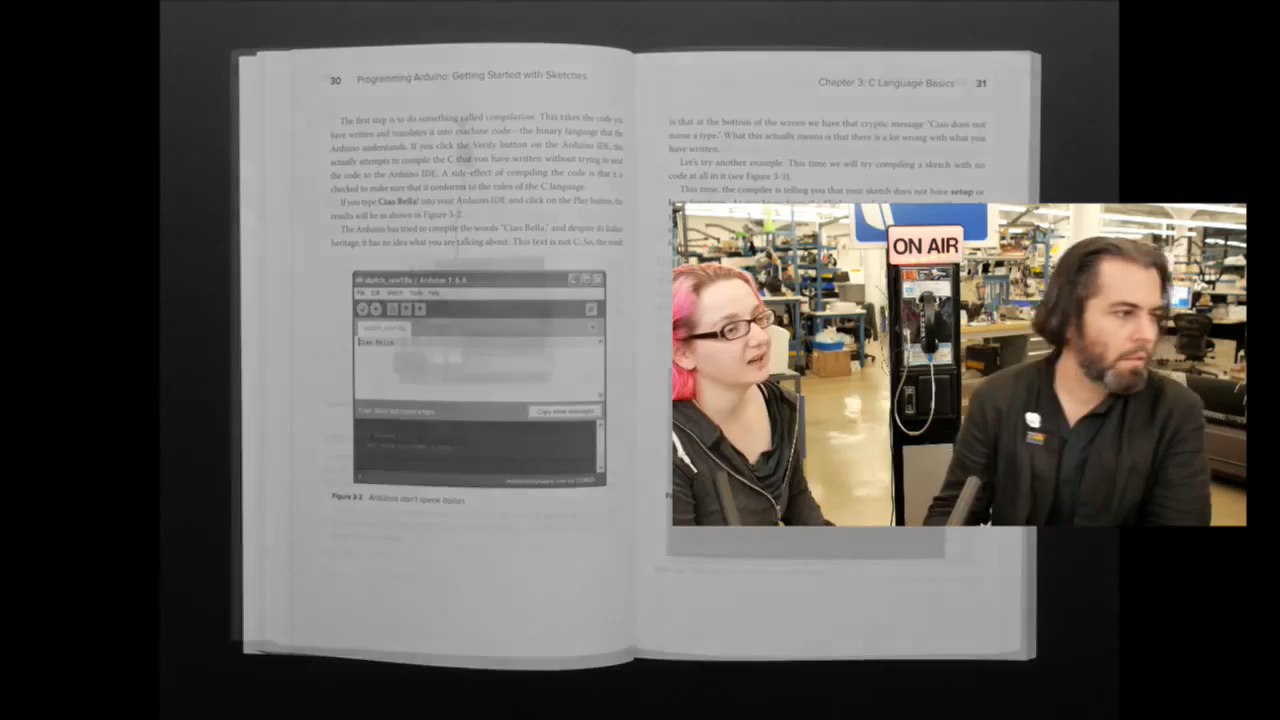 30 Programming Arduino: Getting Started with Sketches
The first step is to do something called compilation. This takes the code you
have written and translates it into machine code—the binary language that the
Arduino understands. If you click the Verify button on the Arduino IDE, this
actually attempts to compile the C that you have written without trying to send
the code to the Arduino IDE. A side-effect of compiling the code is that it is
checked to make sure that it conforms to the rules of the C language.
If you type Ciao Bella! into your Arduino IDE and click on the Play button, the
results will be as shown in Figure 3-2.
The Arduino has tried to compile the words "Ciao Bella," and despite its Italian
heritage, it has no idea what you are talking about. This text is not C. So, the result
Arduino 1.6.6
File Edit Sketch Tools Help
Ciao Bella
Copy error messages
Figure 3-2 Arduinos don't speak Italian.
Chapter 3: C Language Basics 31
is that at the bottom of the screen we have that cryptic message "Ciao does not
name a type." What this actually means is that there is a lot wrong with what you
have written.
Let's try another example. This time we will try compiling a sketch with no
code at all in it (see Figure 3-3).
This time, the compiler is telling you that your sketch does not have setup or
ON AIR